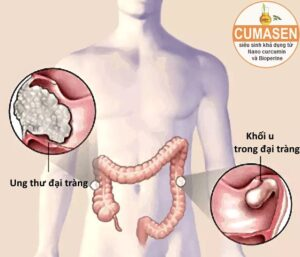 CUMASEN
siêu sinh khả dụng từ
Nano curcumin
và Bioperine
Khối u
trong đại tràng
Ung thư đại tràng